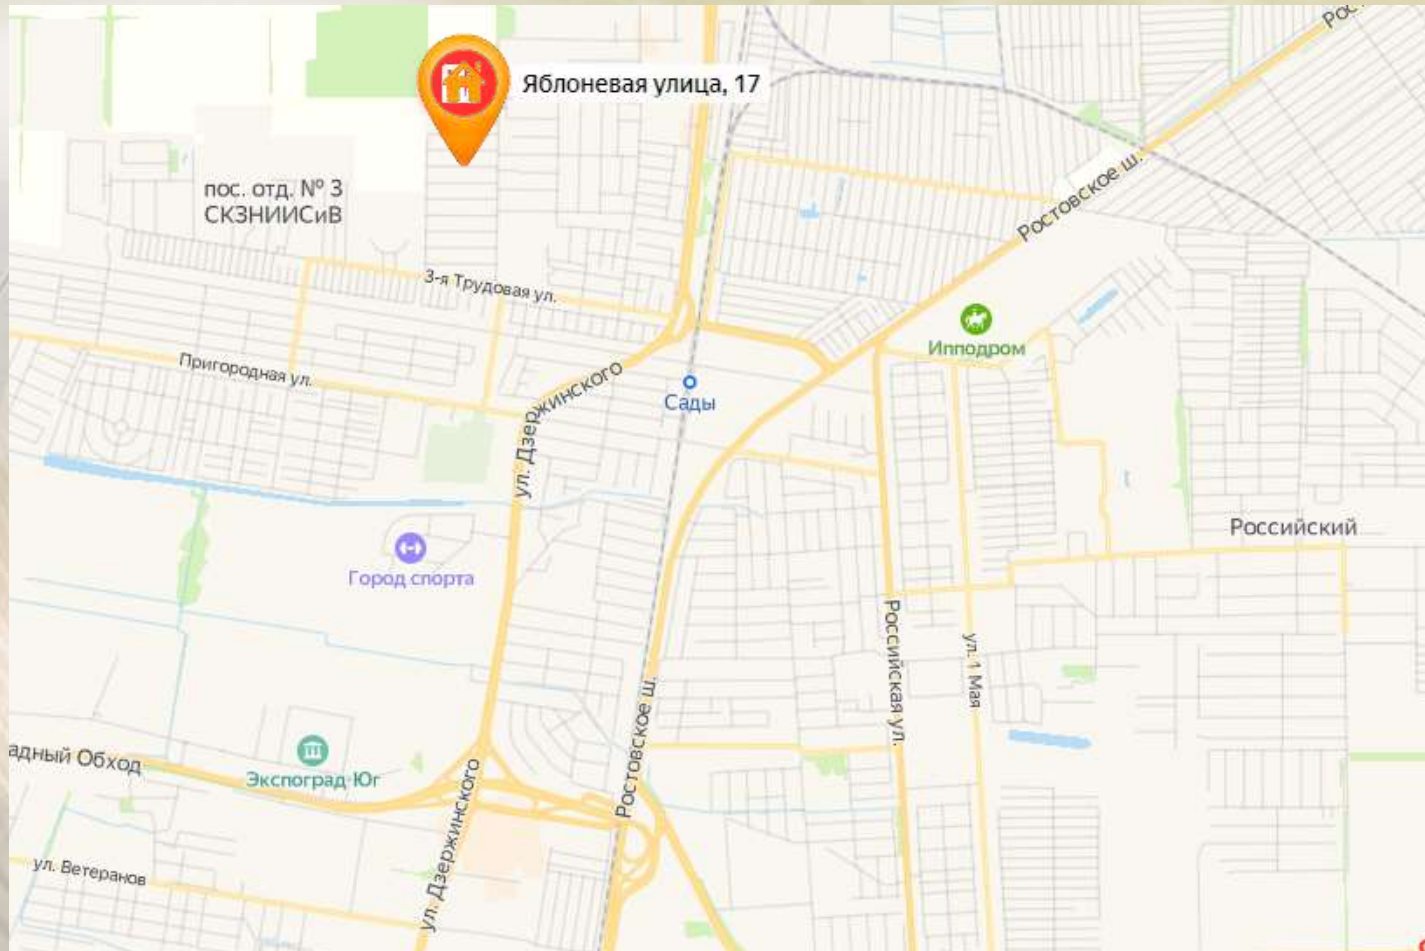 Рос
Яблоневая улица, 17
пос. отд. № 3
СКЗНИИСиВ
Ростовское ш.
3-я Трудовая ул.
Ипподром
Пригородная ул.
Сады
ул. Дзержинского
Российский
Город спорта
Российская ул.
ул. 1 Мая
Ростовское ш.
адный Обход
Экспоград-Юг
ул. Дзержинского
ул. Ветеранов